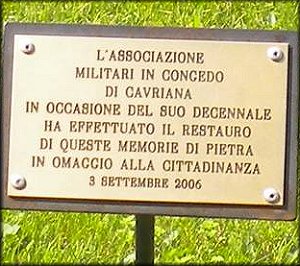 L'ASSOCIAZIONE
MILITARI IN CONGEDO
DI CAVRIANA
IN OCCASIONE DEL SUO DECENNALE
HA EFFETTUATO IL RESTAURO
DI QUESTE MEMORIE DI PIETRA
IN OMAGGIO ALLA CITTADINANZA
3 SETTEMBRE 2006